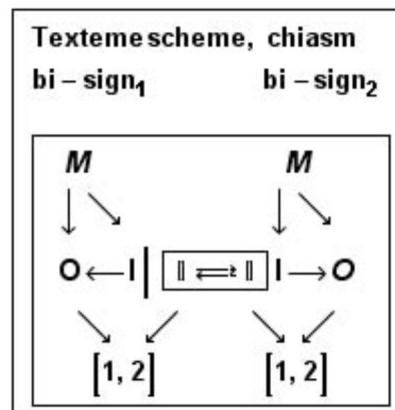 Texteme scheme, chiasm
bi – sign₁ bi – sign₂
M M
↓ ↘ ↓ ↘
O ← I | ∥ ⇌ ∥ I → O
↘ ↙ ↘ ↙
[1, 2] [1, 2]